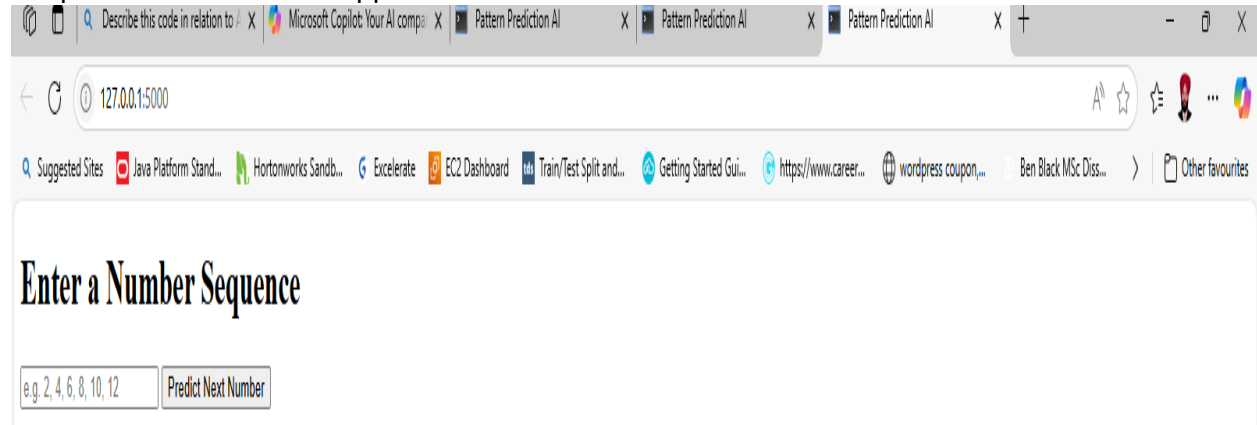 Describe this code in relation to A
Microsoft Copilot: Your AI compa
Pattern Prediction AI
Pattern Prediction AI
Pattern Prediction AI
127.0.0.1:5000
Suggested Sites
Java Platform Stand...
Hortonworks Sandb...
Excelerate
EC2 Dashboard
tds
Train/Test Split and...
Getting Started Gui...
https://www.career...
wordpress coupon,...
Ben Black MSc Diss...
Other favourites
Enter a Number Sequence
e.g. 2, 4, 6, 8, 10, 12
Predict Next Number